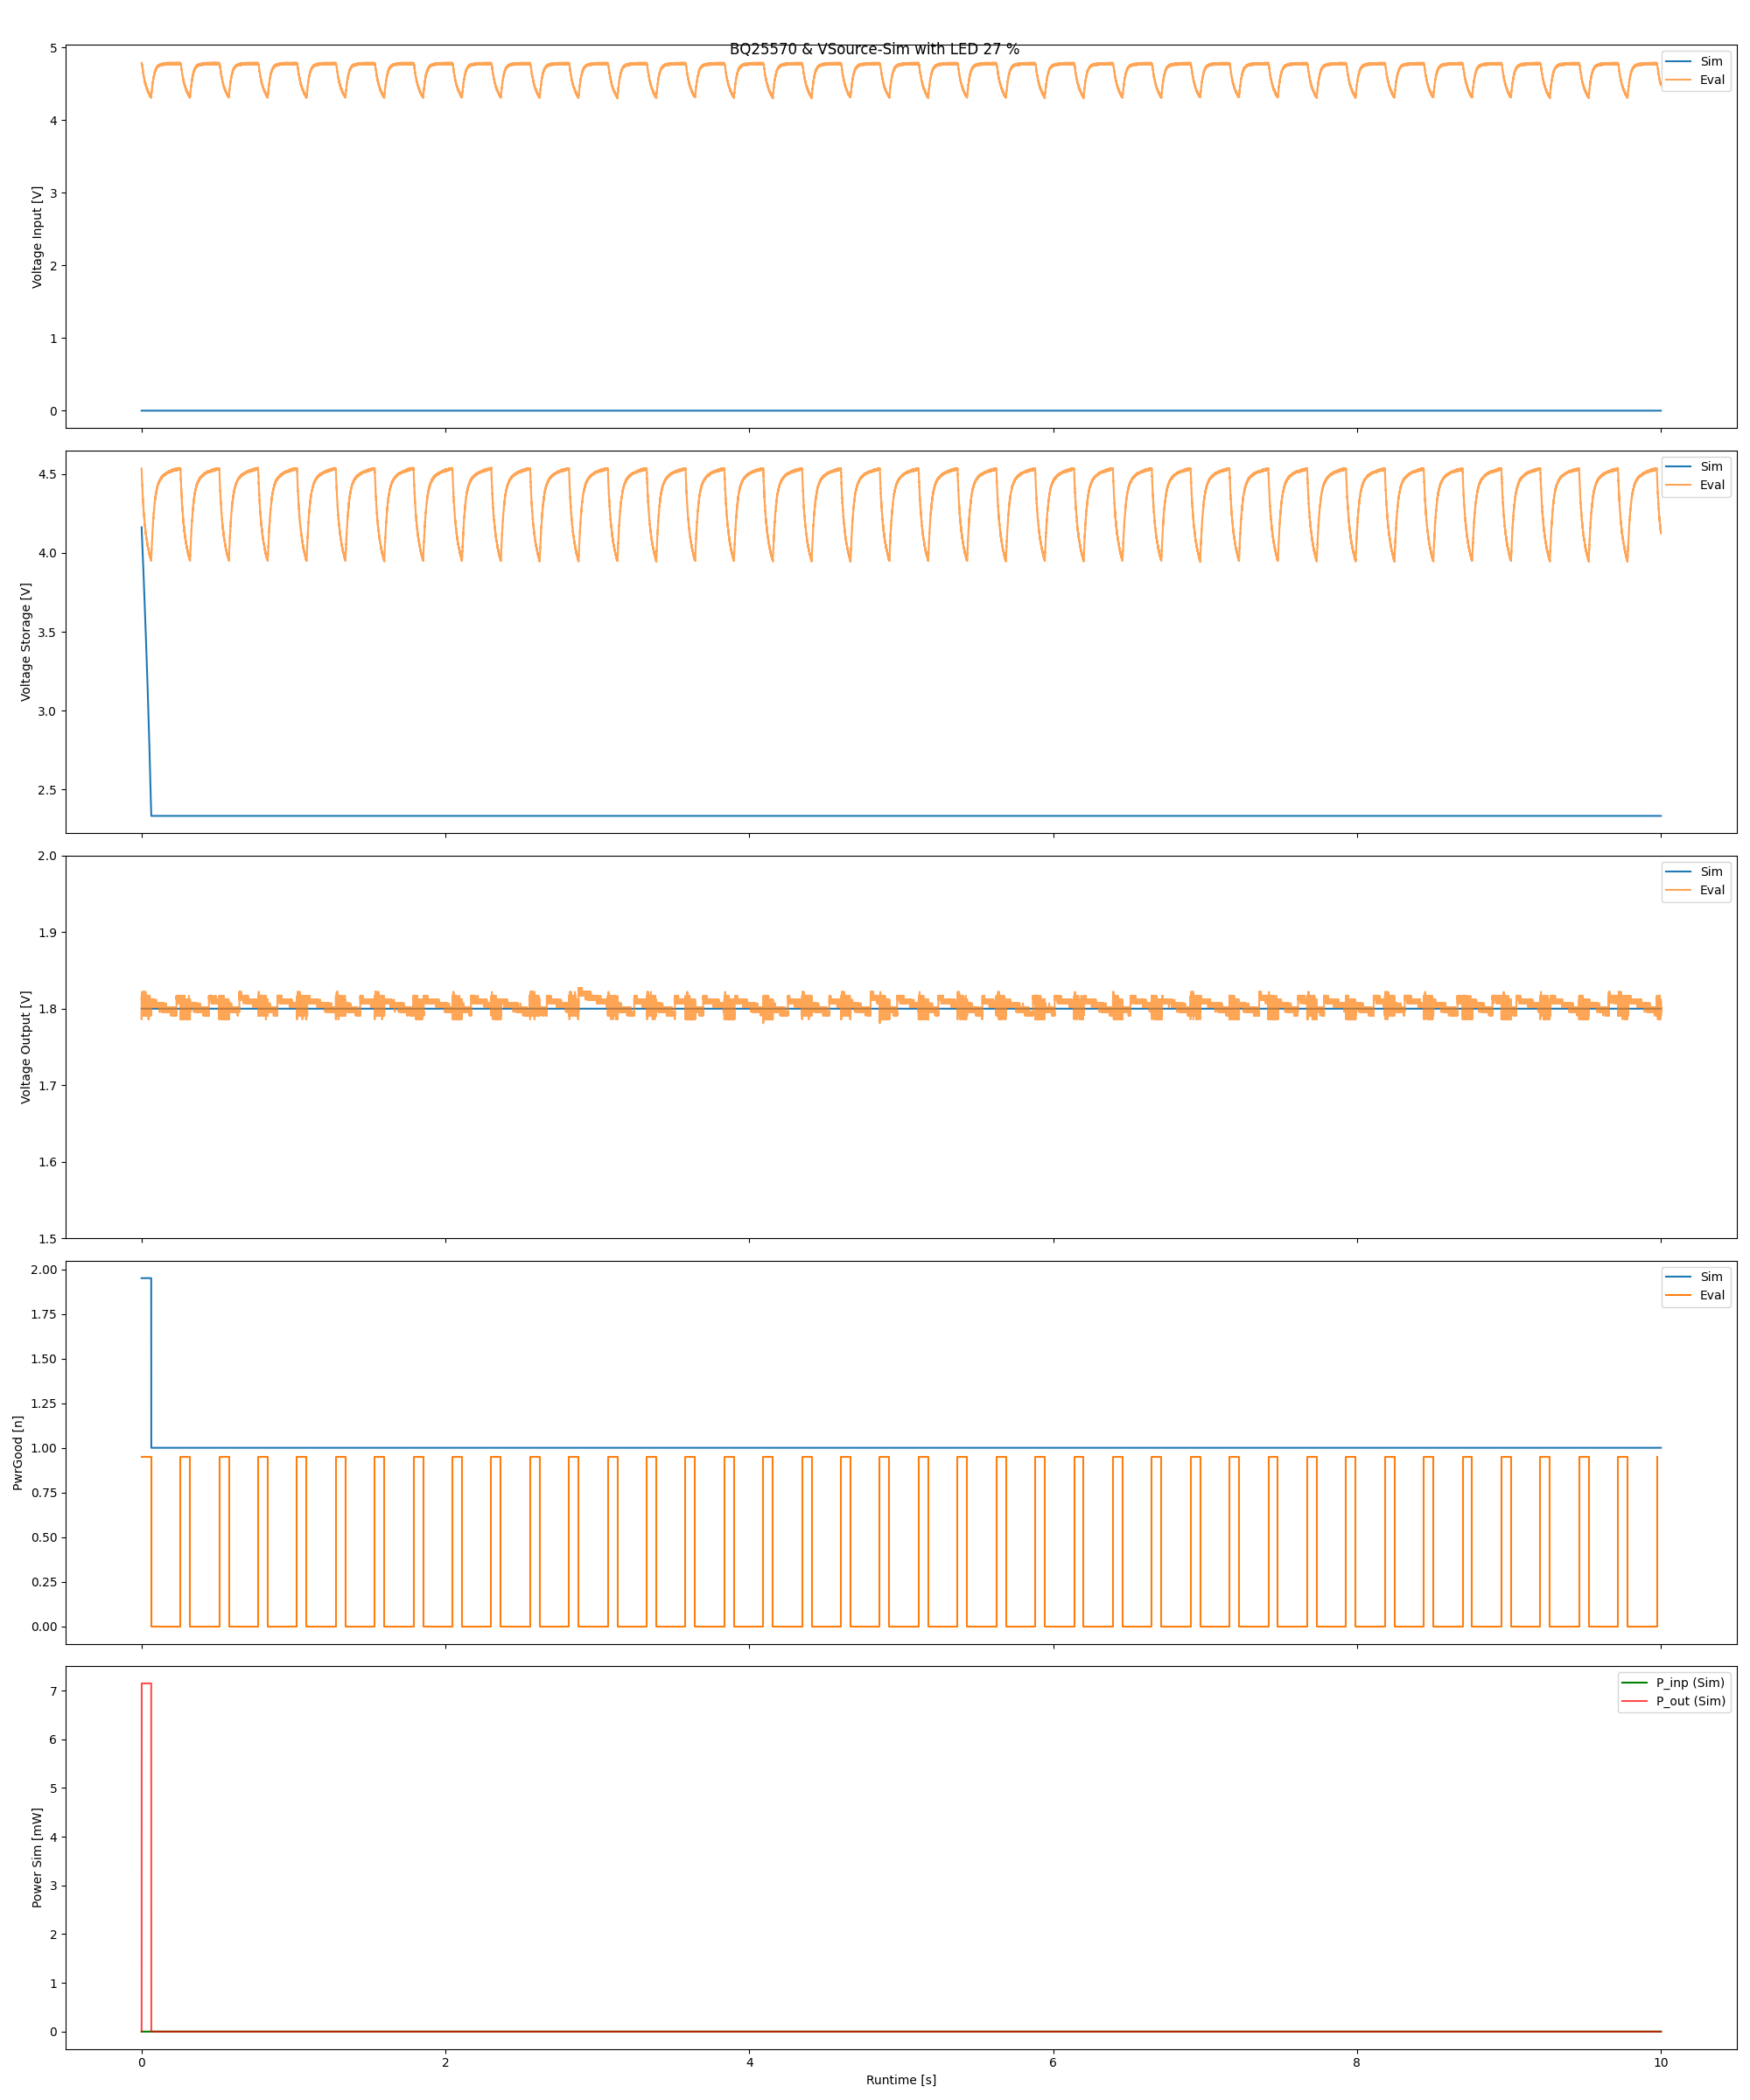 BQ25570 & VSource-Sim with LED 27 %
5
4
3
2
1
0
Voltage Input [V]
Sim
Eval
4.5
4.0
3.5
3.0
2.5
Voltage Storage [V]
Sim
Eval
2.0
1.9
1.8
1.7
1.6
1.5
Voltage Output [V]
Sim
Eval
2.00
1.75
1.50
1.25
1.00
0.75
0.50
0.25
0.00
PwrGood [n]
Sim
Eval
7
6
5
4
3
2
1
0
Power Sim [mW]
P_inp (Sim)
P_out (Sim)
0
2
4
6
8
10
Runtime [s]